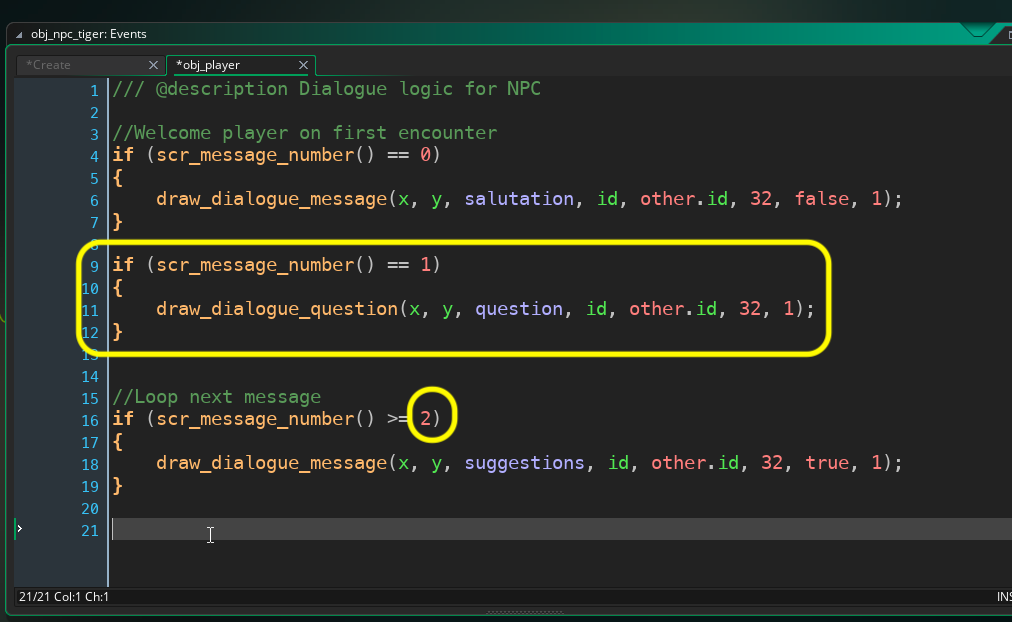 obj_npc_tiger: Events
*Create
*obj_player
1 /// @description Dialogue logic for NPC
2
3 //Welcome player on first encounter
4 if (scr_message_number() == 0)
5 {
6 draw_dialogue_message(x, y, salutation, id, other.id, 32, false, 1);
7 }
8
9 if (scr_message_number() == 1)
10 {
11 draw_dialogue_question(x, y, question, id, other.id, 32, 1);
12 }
13
14
15 //Loop next message
16 if (scr_message_number() >= 2)
17 {
18 draw_dialogue_message(x, y, suggestions, id, other.id, 32, true, 1);
19 }
20
21
21/21 Col:1 Ch:1
INS